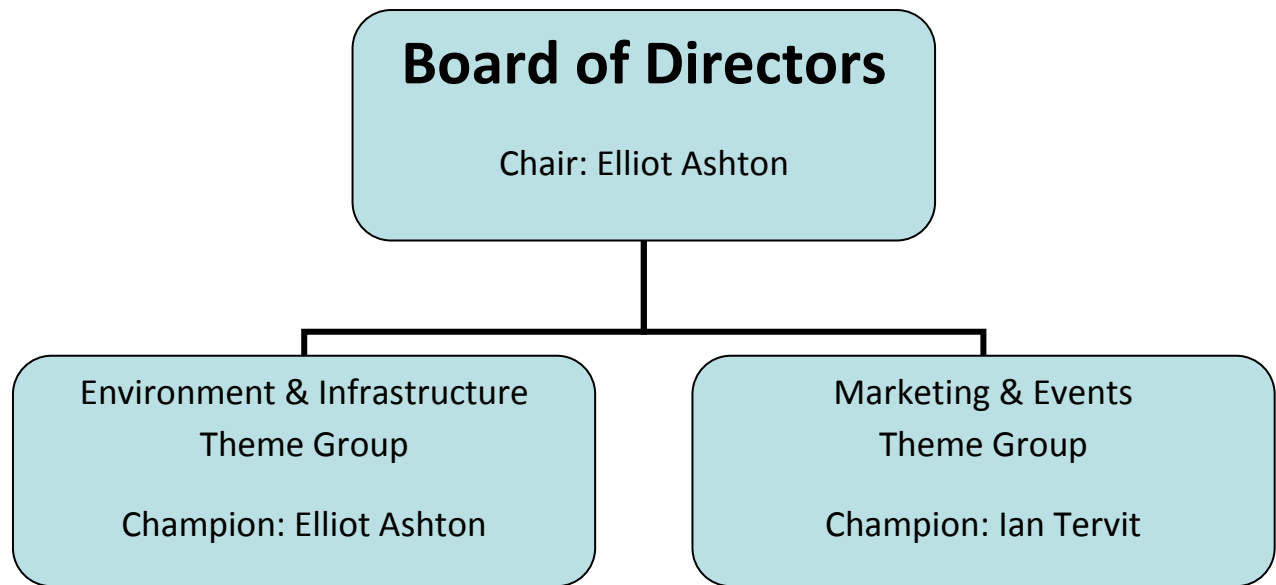 Board of Directors
Chair: Elliot Ashton
Environment & Infrastructure
Theme Group
Champion: Elliot Ashton
Marketing & Events
Theme Group
Champion: Ian Tervit